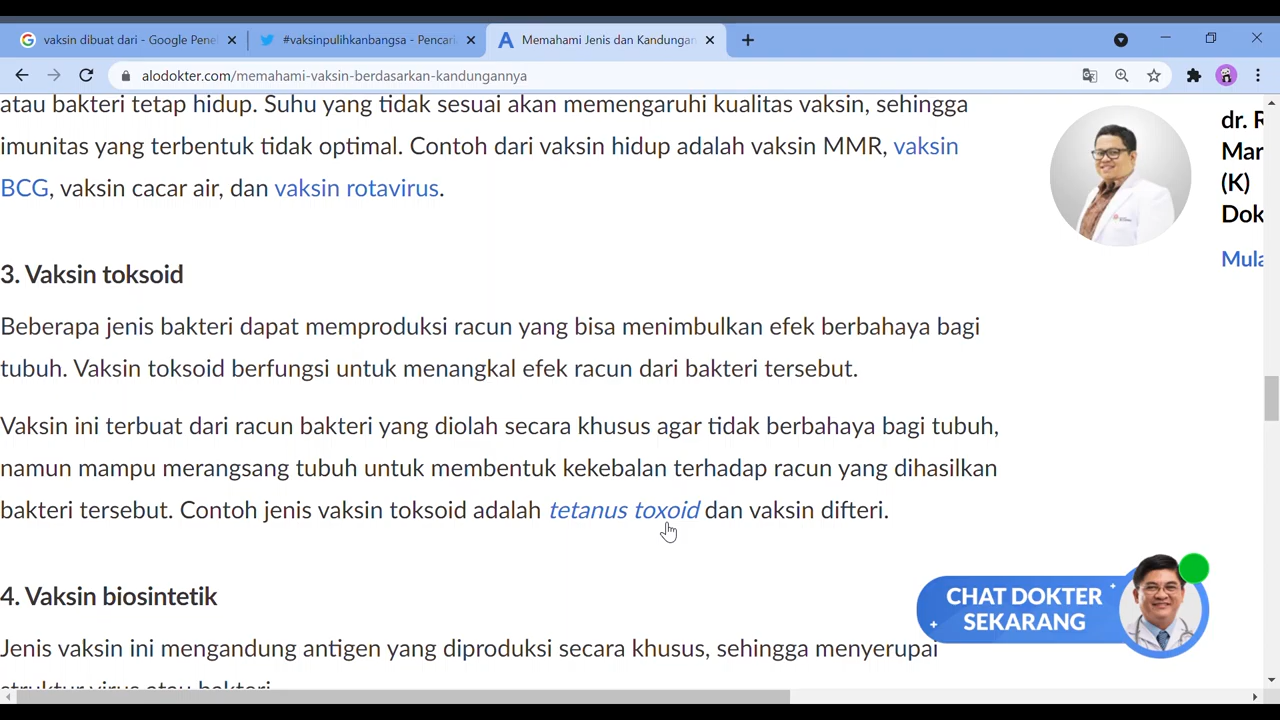 vaksin dibuat dari - Google Pene
#vaksinpulihkanbangsa - Pencari
Memahami Jenis dan Kandungan
alodokter.com/memahami-vaksin-berdasarkan-kandungannya
atau bakteri tetap hidup. Suhu yang tidak sesuai akan memengaruhi kualitas vaksin, sehingga
imunitas yang terbentuk tidak optimal. Contoh dari vaksin hidup adalah vaksin MMR, vaksin
BCG, vaksin cacar air, dan vaksin rotavirus.
dr. R
Mar
(K)
Dok
Mula
3. Vaksin toksoid
Beberapa jenis bakteri dapat memproduksi racun yang bisa menimbulkan efek berbahaya bagi
tubuh. Vaksin toksoid berfungsi untuk menangkal efek racun dari bakteri tersebut.
Vaksin ini terbuat dari racun bakteri yang diolah secara khusus agar tidak berbahaya bagi tubuh,
namun mampu merangsang tubuh untuk membentuk kekebalan terhadap racun yang dihasilkan
bakteri tersebut. Contoh jenis vaksin toksoid adalah tetanus toxoid dan vaksin difteri.
4. Vaksin biosintetik
Jenis vaksin ini mengandung antigen yang diproduksi secara khusus, sehingga menyerupai
struktur virus atau bakteri.
CHAT DOKTER
SEKARANG